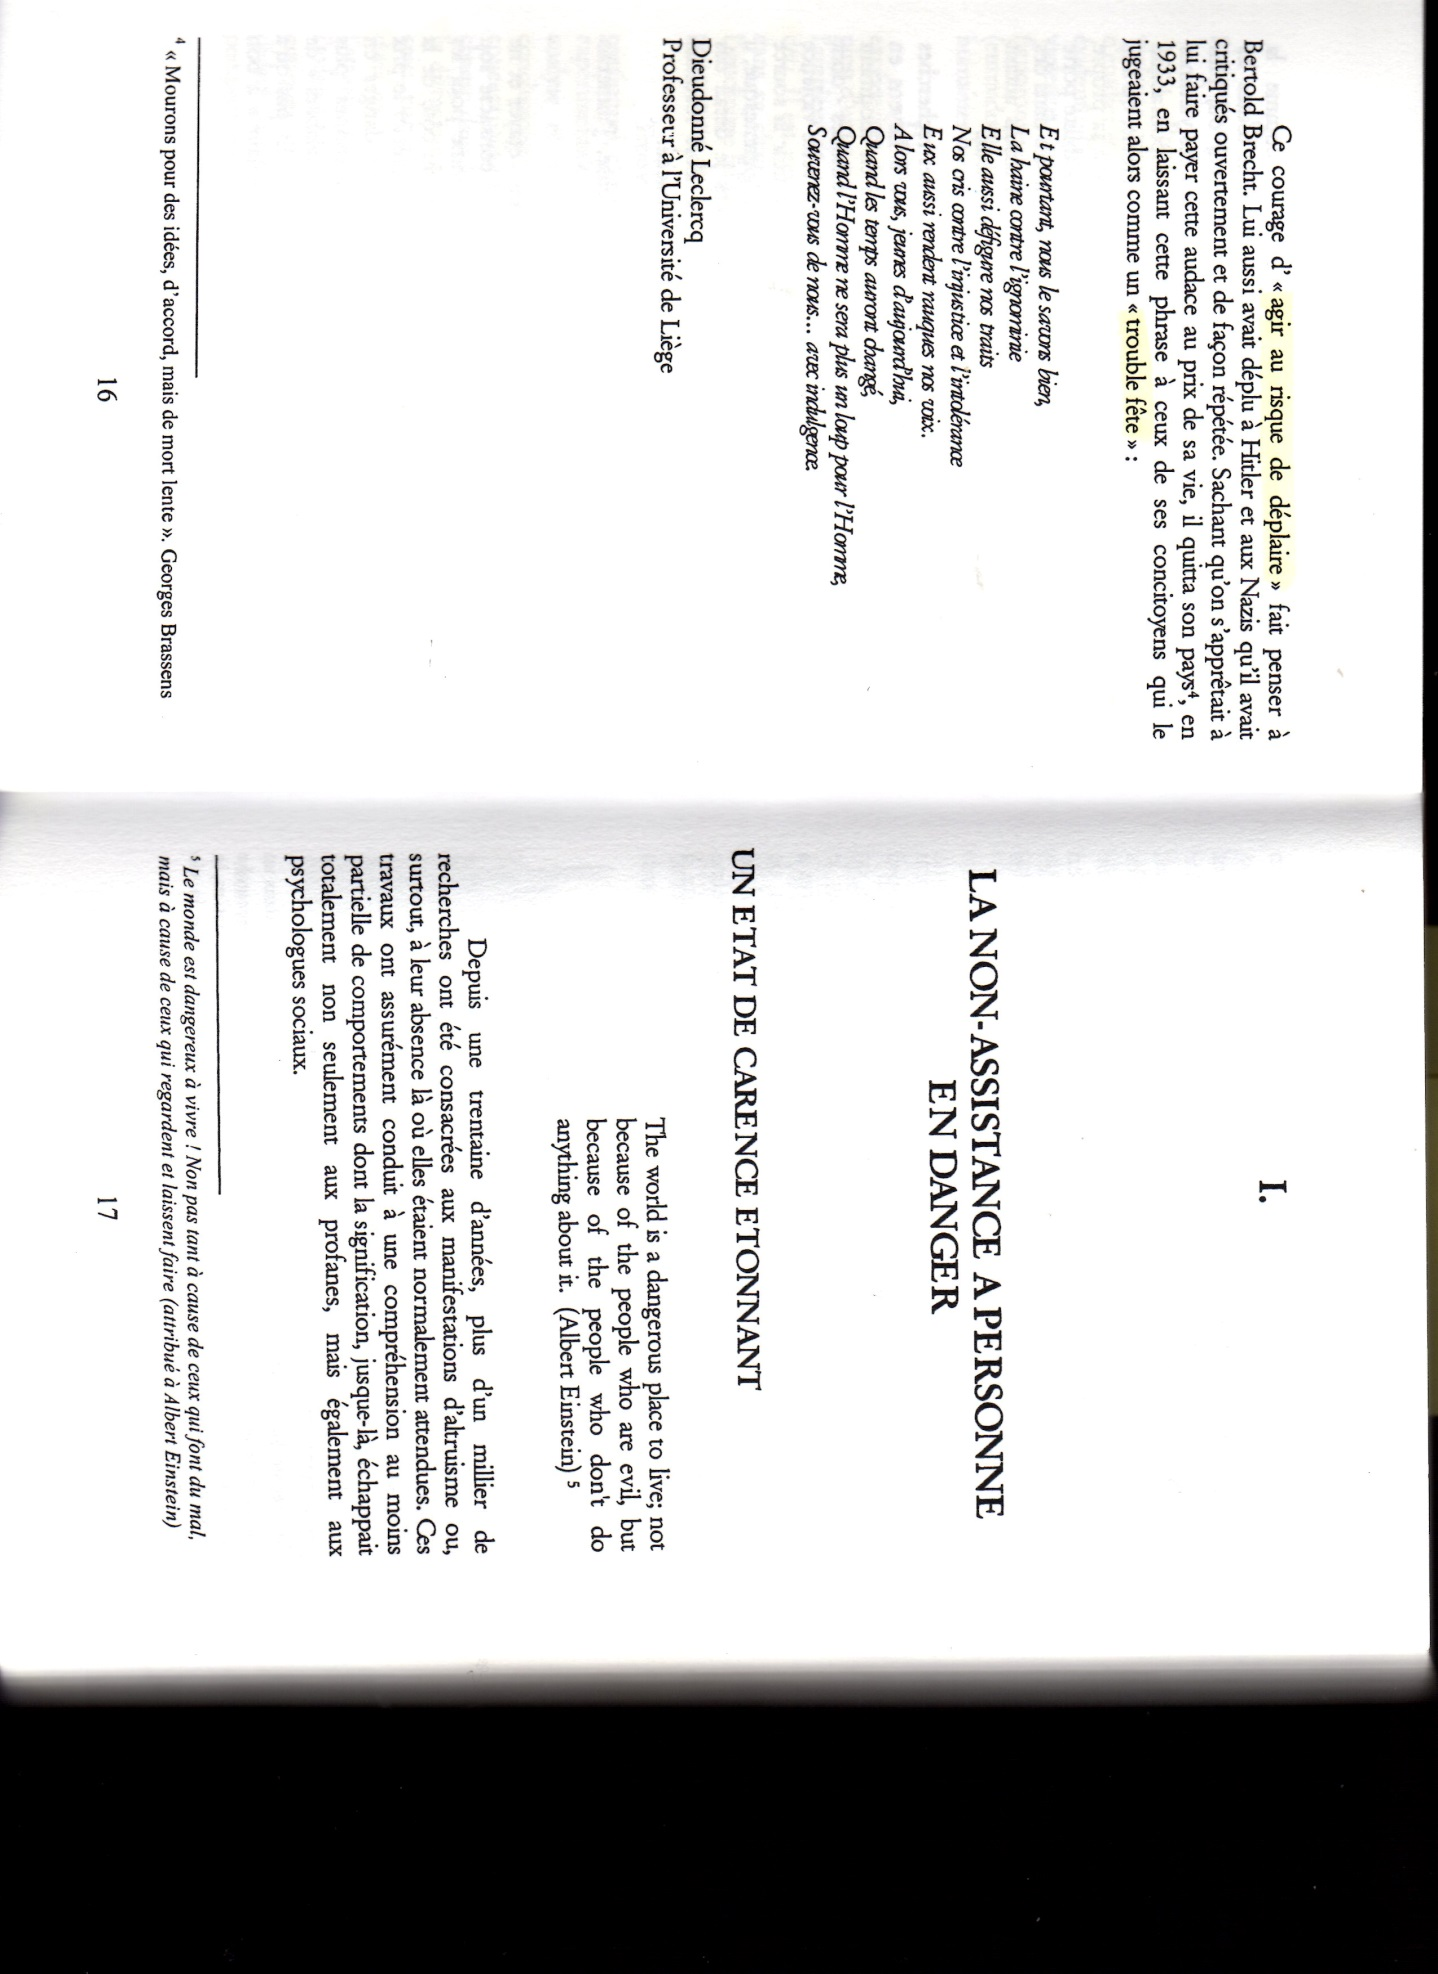 Ce courage d' « agir au risque de déplaire » fait penser à
Bertold Brecht. Lui aussi avait déplu à Hitler et aux Nazis qu'il avait
critiqués ouvertement et de façon répétée. Sachant qu'on s'apprêtait à
lui faire payer cette audace au prix de sa vie, il quitta son pays⁴, en
1933, en laissant cette phrase à ceux de ses concitoyens qui le
jugeaient alors comme un « trouble fête » :
Et pourtant, nous le savons bien,
La haine contre l'ignominie
Elle aussi défigure nos traits
Nos cris contre l'injustice et l'intolérance
Eux aussi rendent rauques nos voix.
Alors vous, jeunes d'aujourd'hui,
Quand les temps auront changé,
Quand l'Homme ne sera plus un loup pour l'Homme,
Souvenez-vous de nous... avec indulgence.
Dieudonné Leclercq
Professeur à l'Université de Liège
⁴ « Mourons pour des idées, d'accord, mais de mort lente ». Georges Brassens
16
I.
LA NON-ASSISTANCE A PERSONNE
EN DANGER
UN ETAT DE CARENCE ETONNANT
The world is a dangerous place to live; not
because of the people who are evil, but
because of the people who don't do
anything about it. (Albert Einstein) ⁵
Depuis une trentaine d'années, plus d'un millier de
recherches ont été consacrées aux manifestations d'altruisme ou,
surtout, à leur absence là où elles étaient normalement attendues. Ces
travaux ont assurément conduit à une compréhension au moins
partielle de comportements dont la signification, jusque-là, échappait
totalement non seulement aux profanes, mais également aux
psychologues sociaux.
⁵ Le monde est dangereux à vivre ! Non pas tant à cause de ceux qui font du mal,
mais à cause de ceux qui regardent et laissent faire (attribué à Albert Einstein)
17